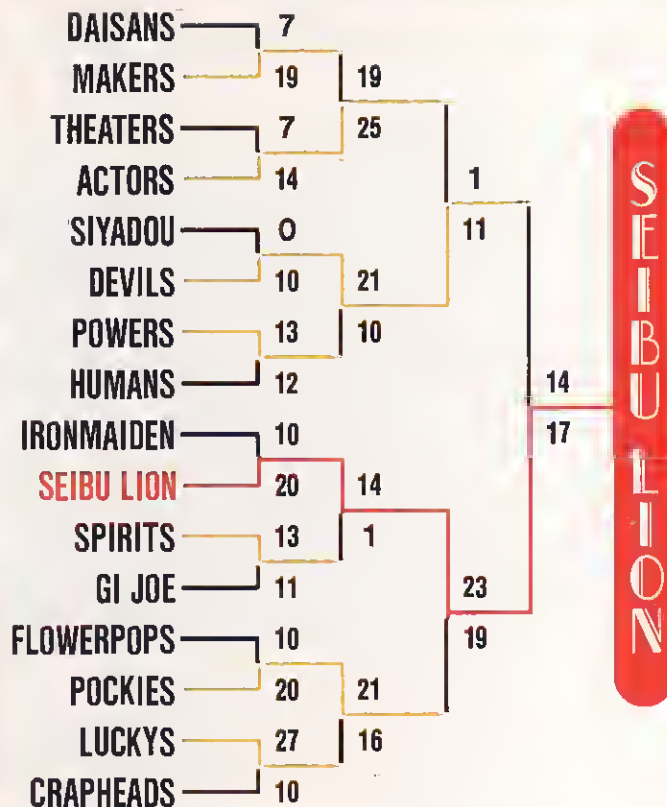 DAISANS 7
MAKERS 19
19
THEATERS 7
25
ACTORS 14
1
SIYADOU 0
11
DEVILS 10
21
POWERS 13
10
HUMANS 12
14
IRONMAIDEN 10
17
SEIBU LION 20
14
SPIRITS 13
1
GI JOE 11
23
FLOWERPOPS 10
19
POCKIES 20
21
LUCKYS 27
16
CRAPHEADS 10
SEIBU LION